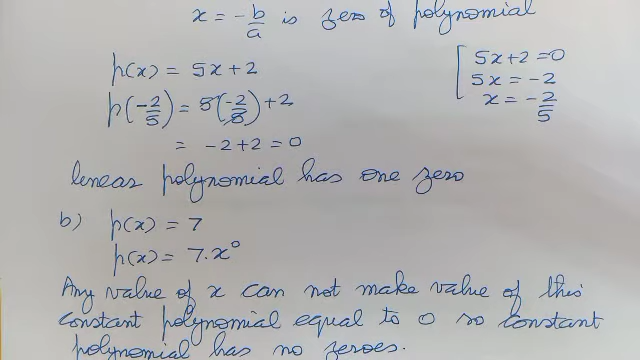 x = -b/a is zero of polynomial
p(x) = 5x+2
p(-2/5) = 5(-2/5)+2
= -2+2 = 0
5x+2=0
5x = -2
x = -2/5
linear polynomial has one zero
b) p(x) = 7
p(x) = 7.x⁰
Any value of x can not make value of this
constant polynomial equal to 0 so constant
polynomial has no zeroes.